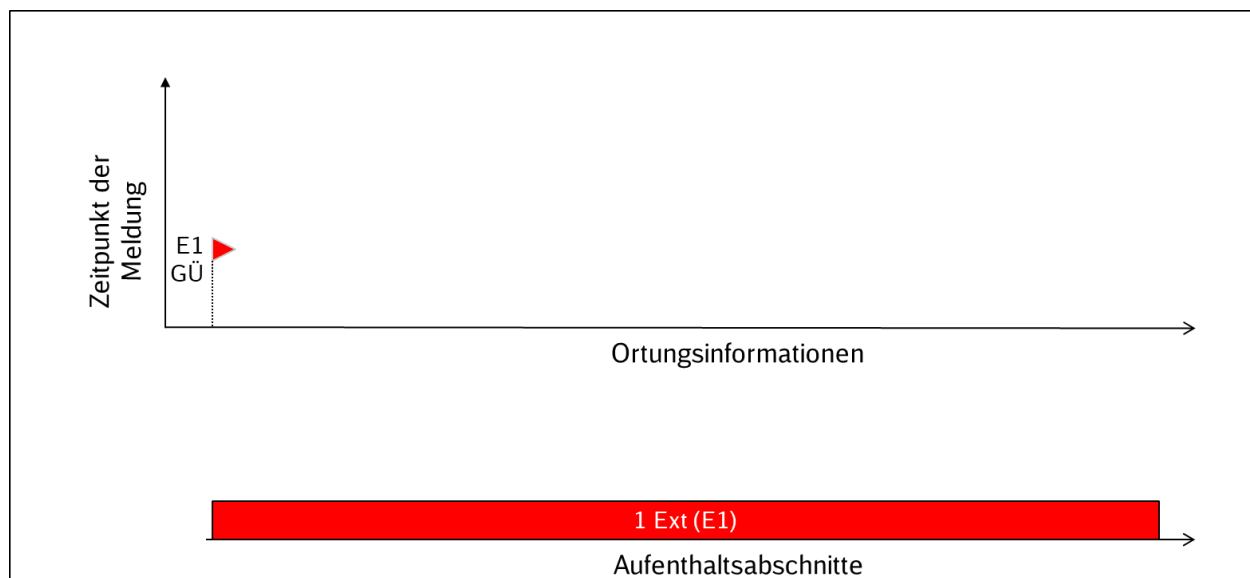 Zeitpunkt der
Meldung
E1
GÜ
Ortungsinformationen
1 Ext (E1)
Aufenthaltsabschnitte